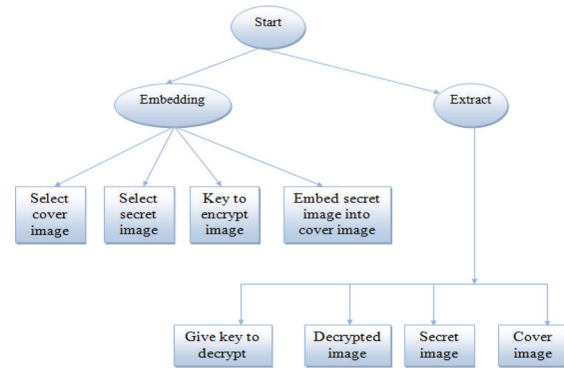 Start
Embedding
Extract
Select
cover
image
Select
secret
image
Key to
encrypt
image
Embed secret
image into
cover image
Give key to
decrypt
Decrypted
image
Secret
image
Cover
image